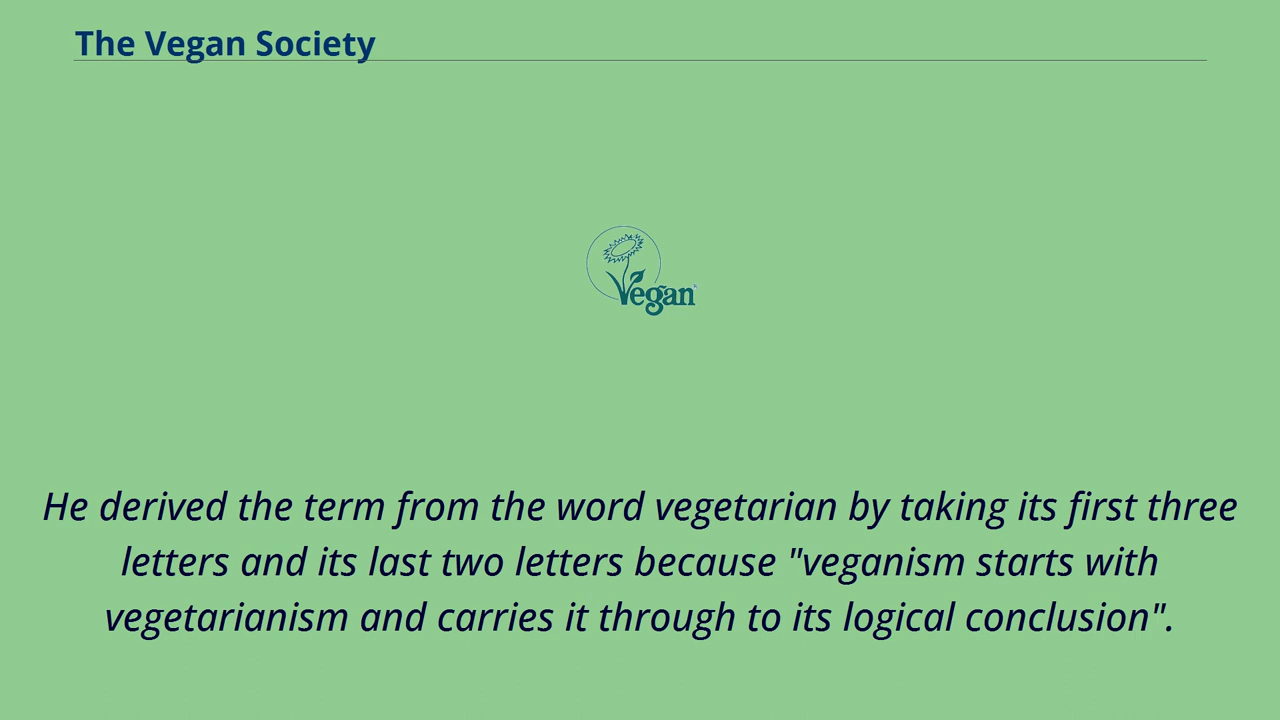 The Vegan Society
Vegan
He derived the term from the word vegetarian by taking its first three
letters and its last two letters because "veganism starts with
vegetarianism and carries it through to its logical conclusion".